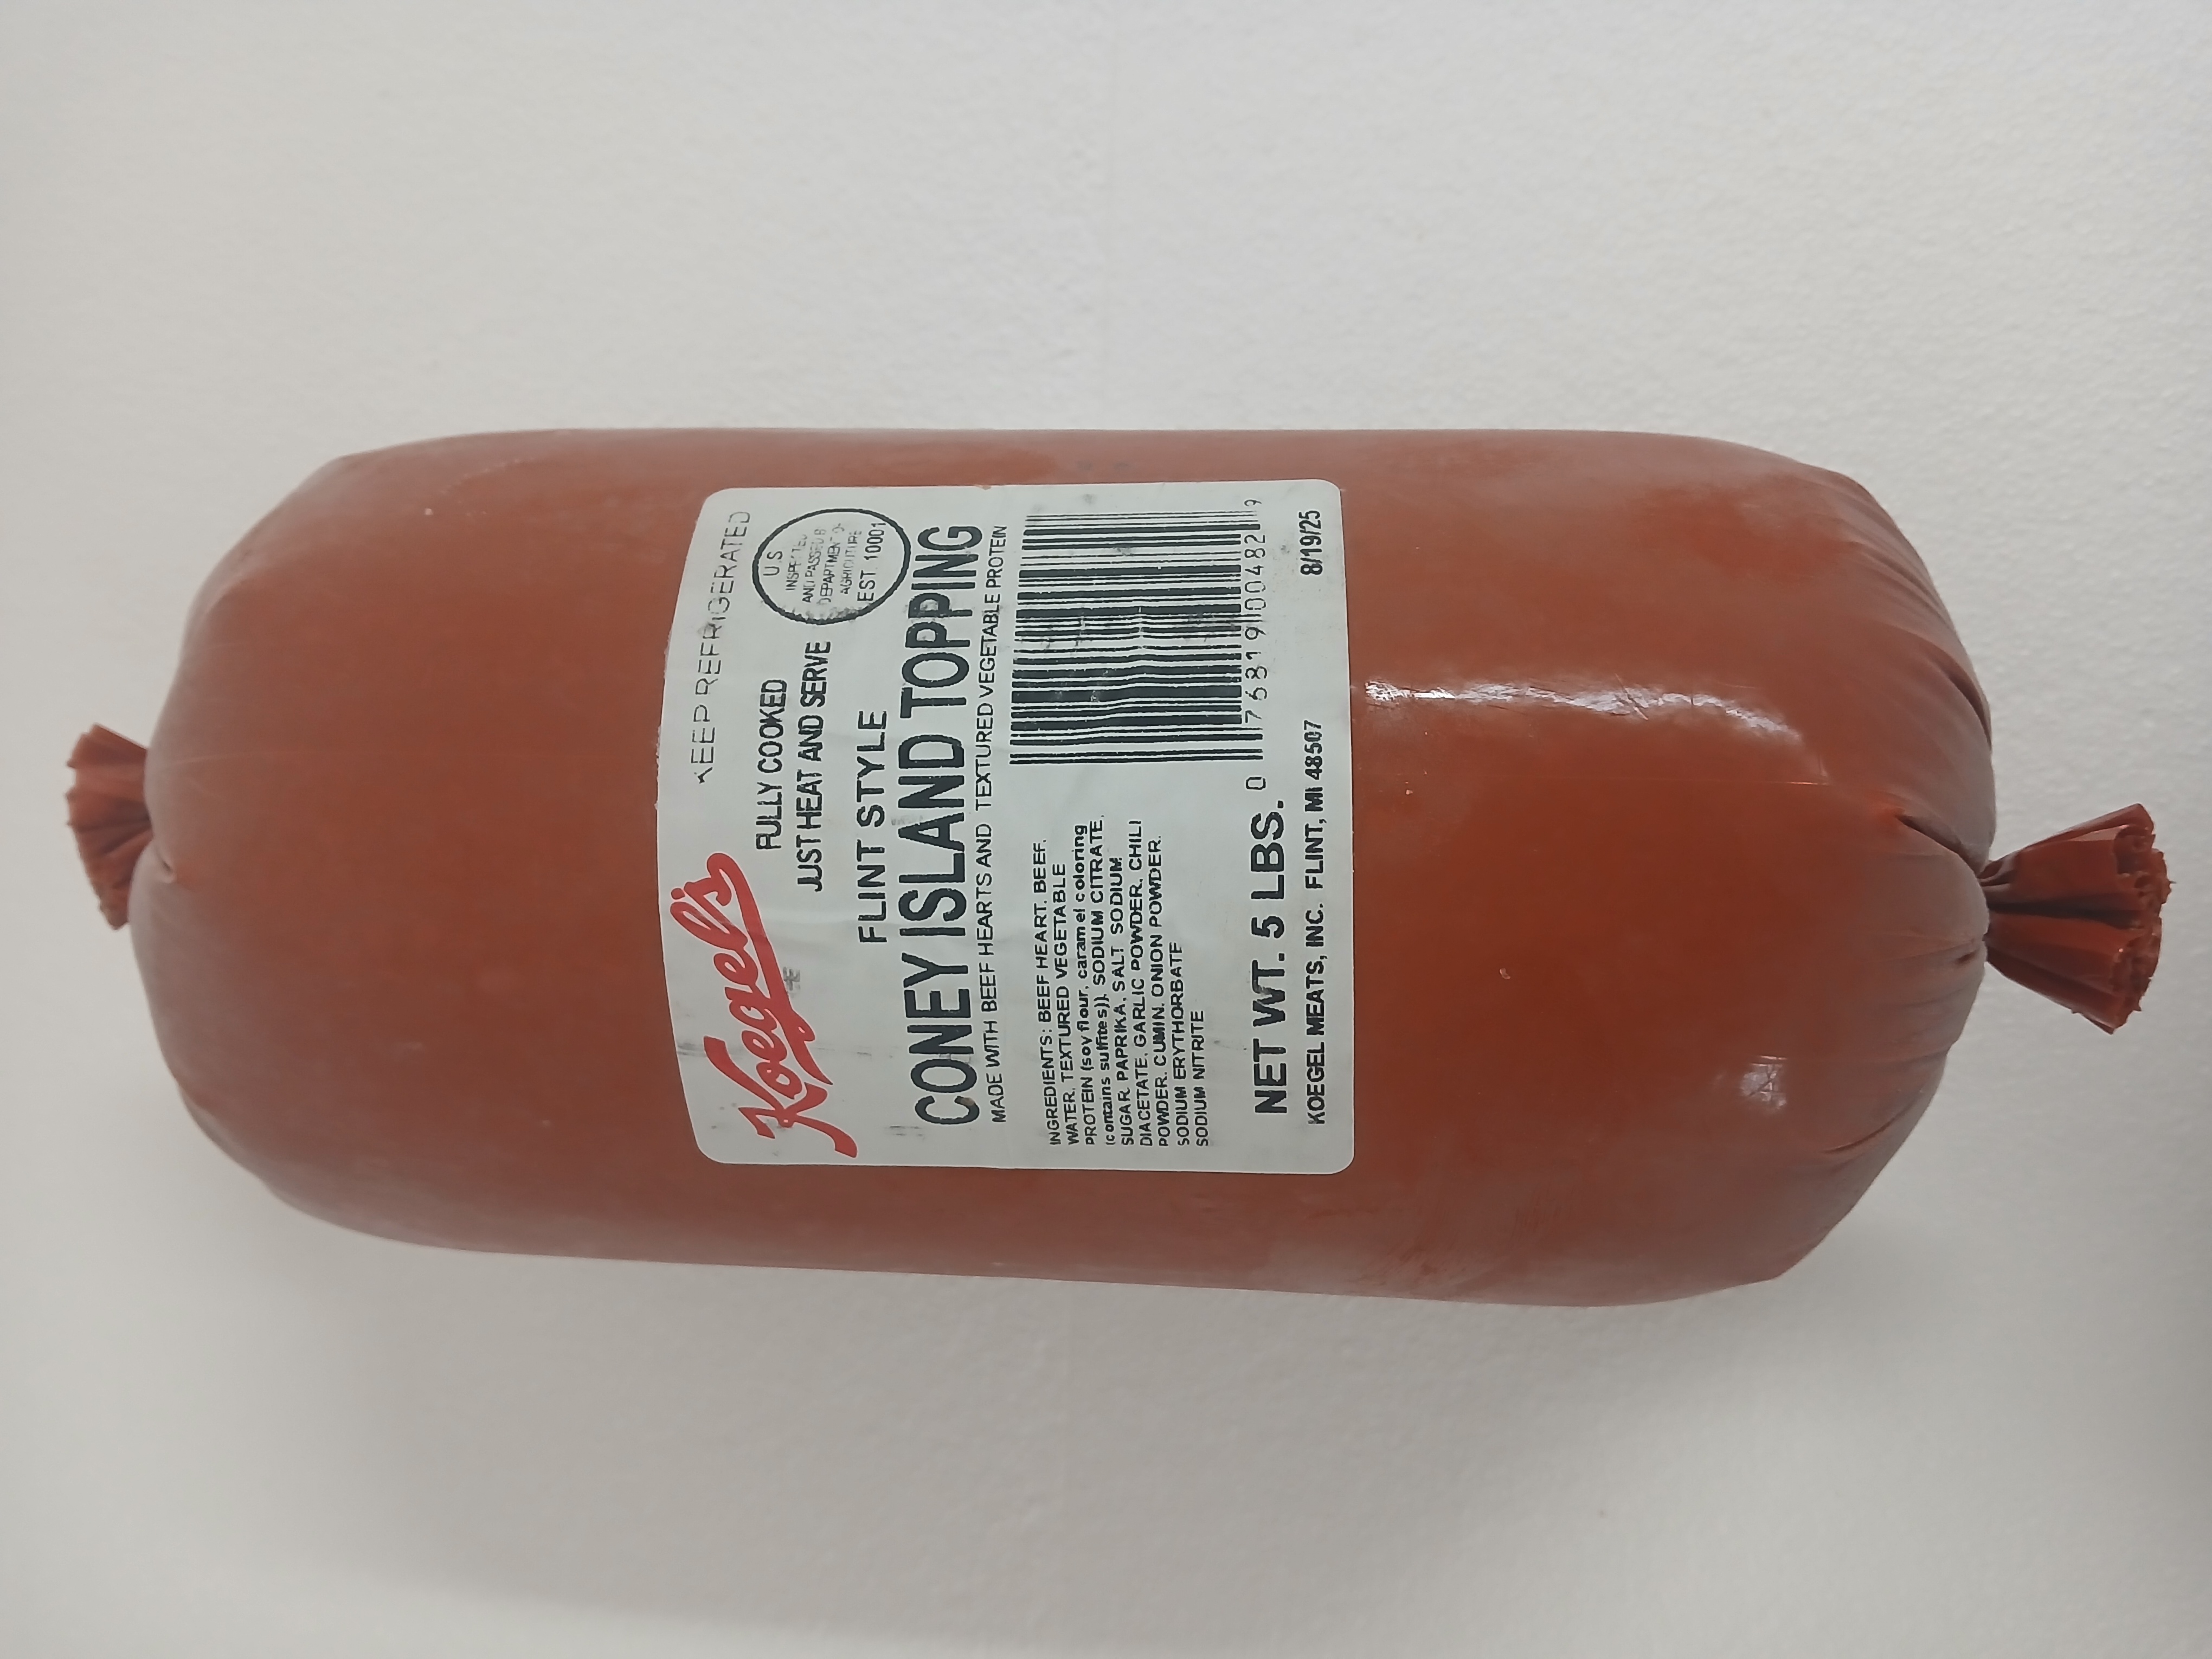 KEEP REFRIGERATED
Koegel's
FULLY COOKED
JUST HEAT AND SERVE
U.S.
INSPECTED
AND PASSED BY
DEPARTMENT OF
AGRICULTURE
EST. 10001
FLINT STYLE
CONEY ISLAND TOPPING
MADE WITH BEEF HEARTS AND TEXTURED VEGETABLE PROTEIN
INGREDIENTS: BEEF HEART, BEEF,
WATER, TEXTURED VEGETABLE
PROTEIN (soy flour, caramel coloring
(contains sulfites)), SODIUM CITRATE,
SUGAR, PAPRIKA, SALT SODIUM
DIACETATE, GARLIC POWDER, CHILI
POWDER, CUMIN, ONION POWDER,
SODIUM ERYTHORBATE
SODIUM NITRITE
0 76819 00482 9
NET WT. 5 LBS.
KOEGEL MEATS, INC. FLINT, MI 48507
8/19/25